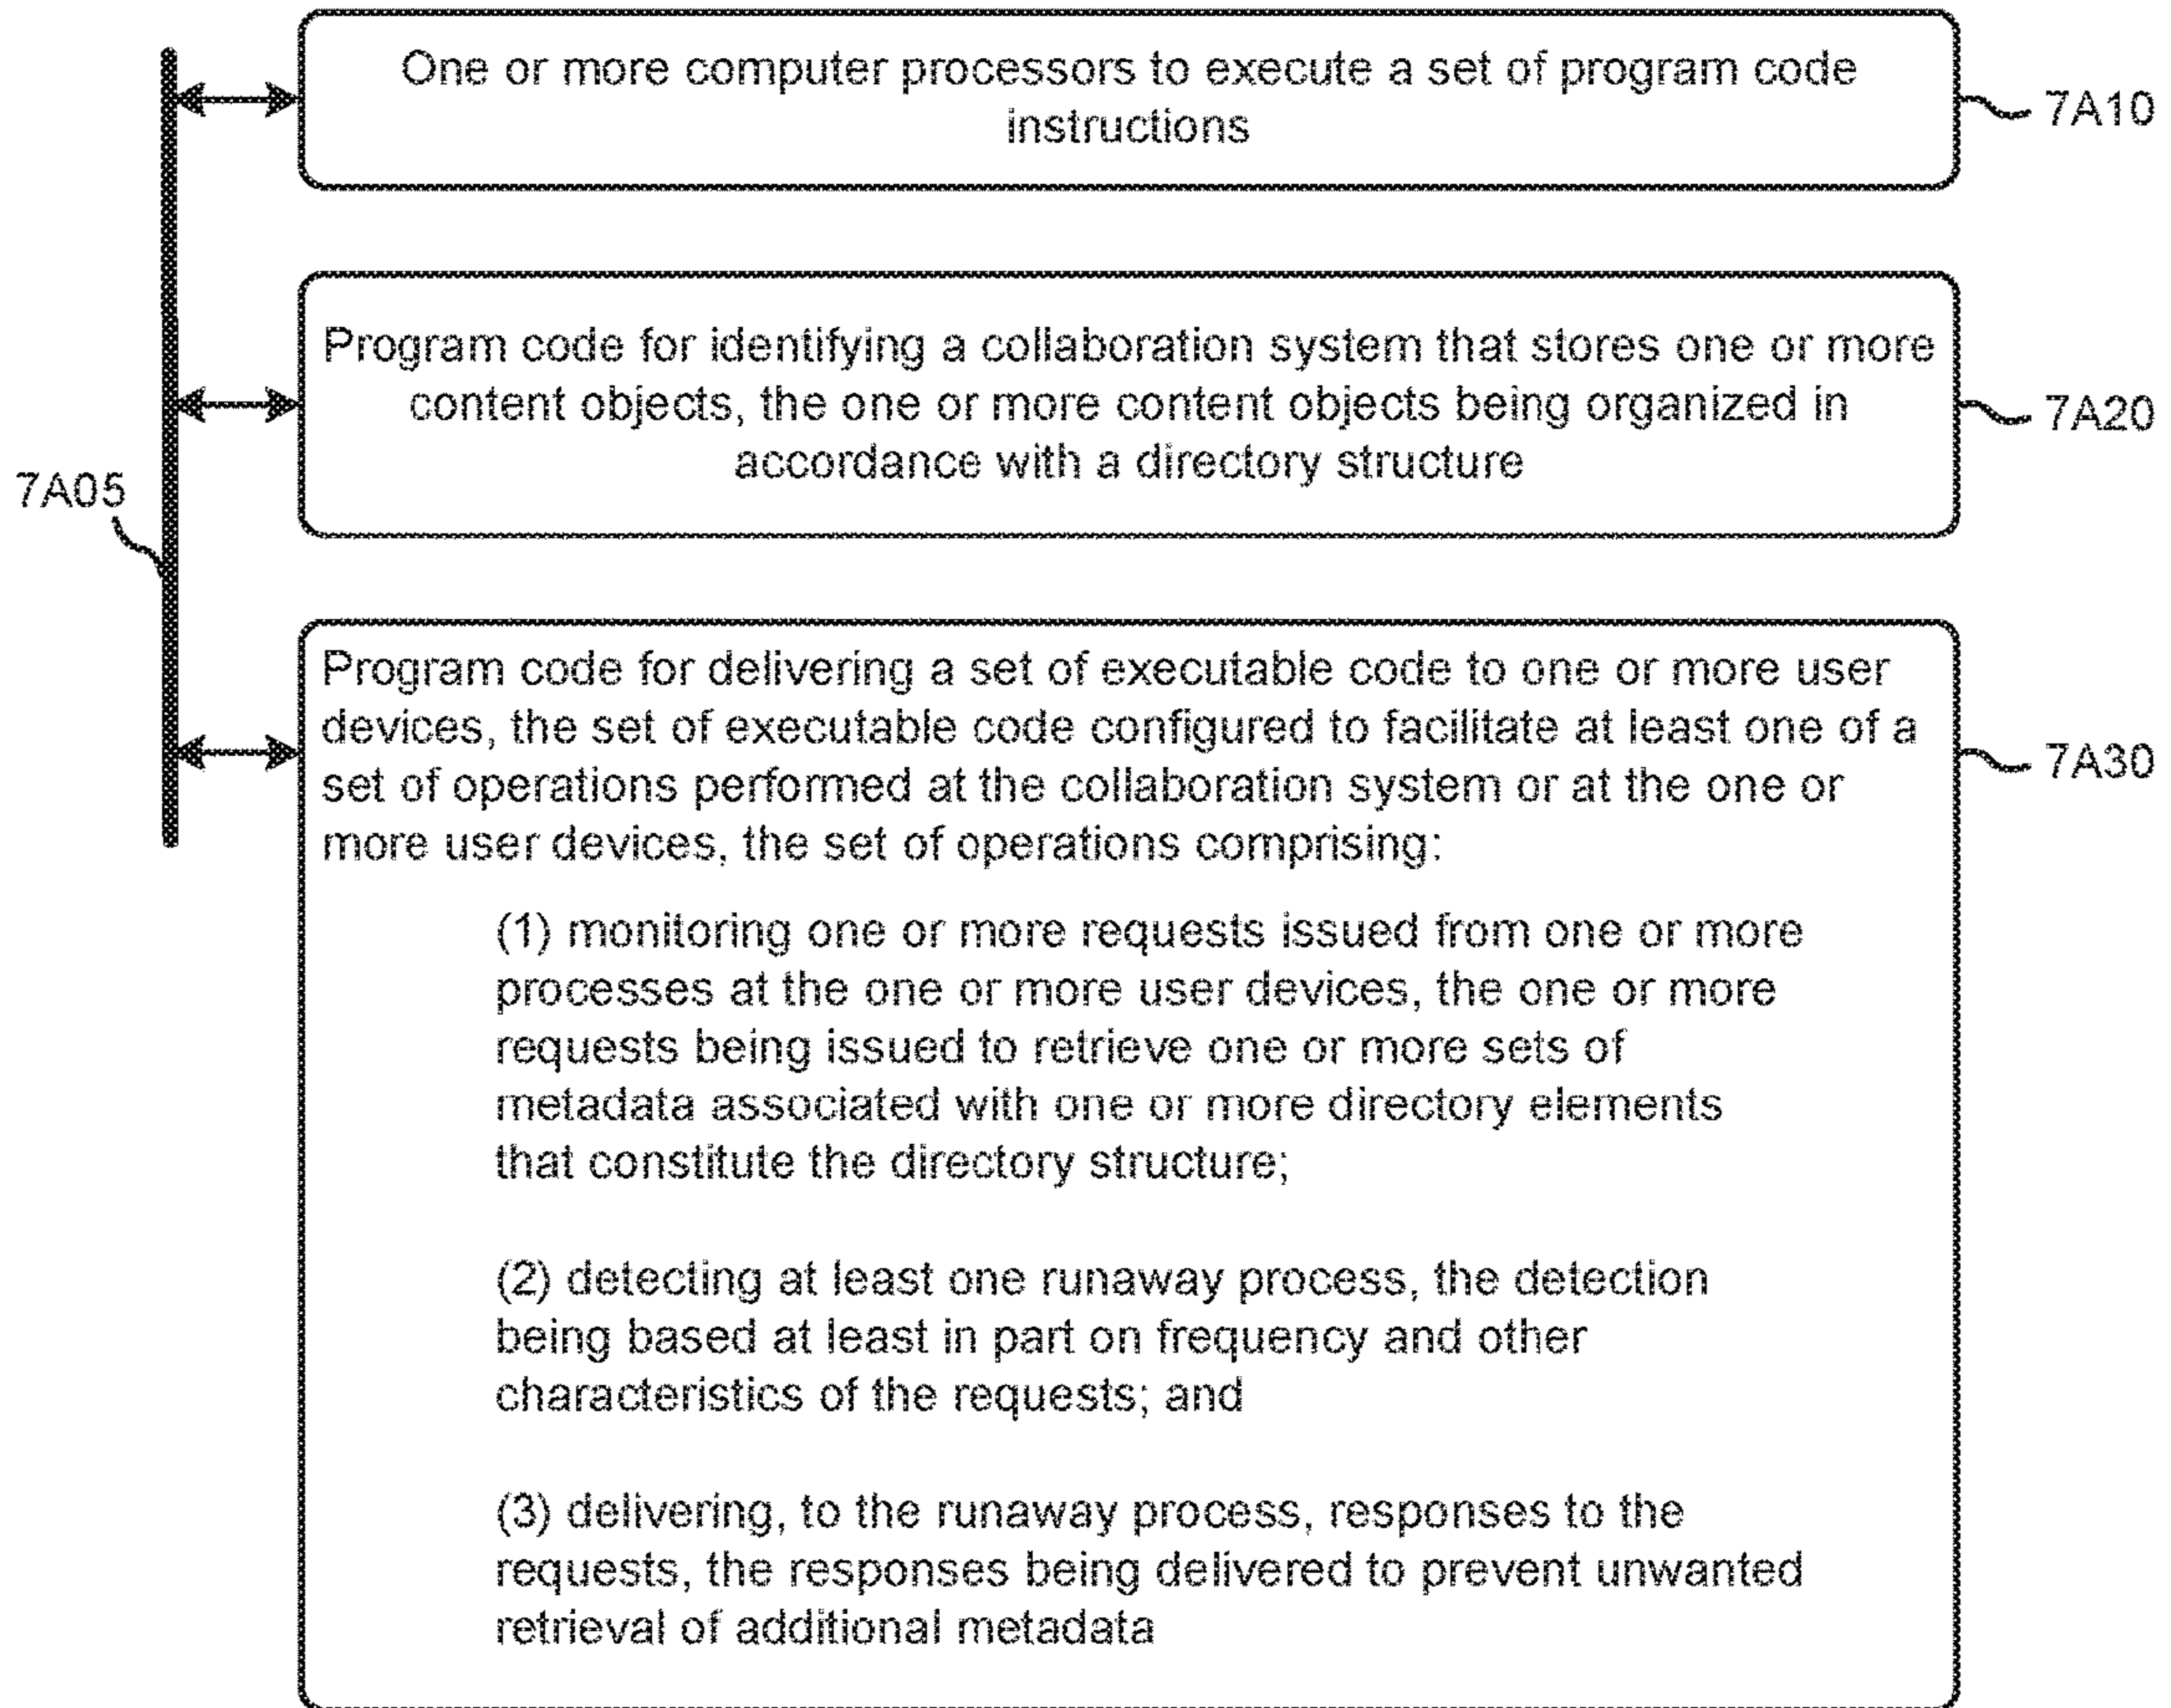 One or more computer processors to execute a set of program code
instructions
7A10
Program code for identifying a collaboration system that stores one or more
content objects, the one or more content objects being organized in
accordance with a directory structure
7A20
7A05
Program code for delivering a set of executable code to one or more user
devices, the set of executable code configured to facilitate at least one of a
set of operations performed at the collaboration system or at the one or
more user devices, the set of operations comprising:
7A30
(1) monitoring one or more requests issued from one or more
processes at the one or more user devices, the one or more
requests being issued to retrieve one or more sets of
metadata associated with one or more directory elements
that constitute the directory structure;
(2) detecting at least one runaway process, the detection
being based at least in part on frequency and other
characteristics of the requests; and
(3) delivering, to the runaway process, responses to the
requests, the responses being delivered to prevent unwanted
retrieval of additional metadata